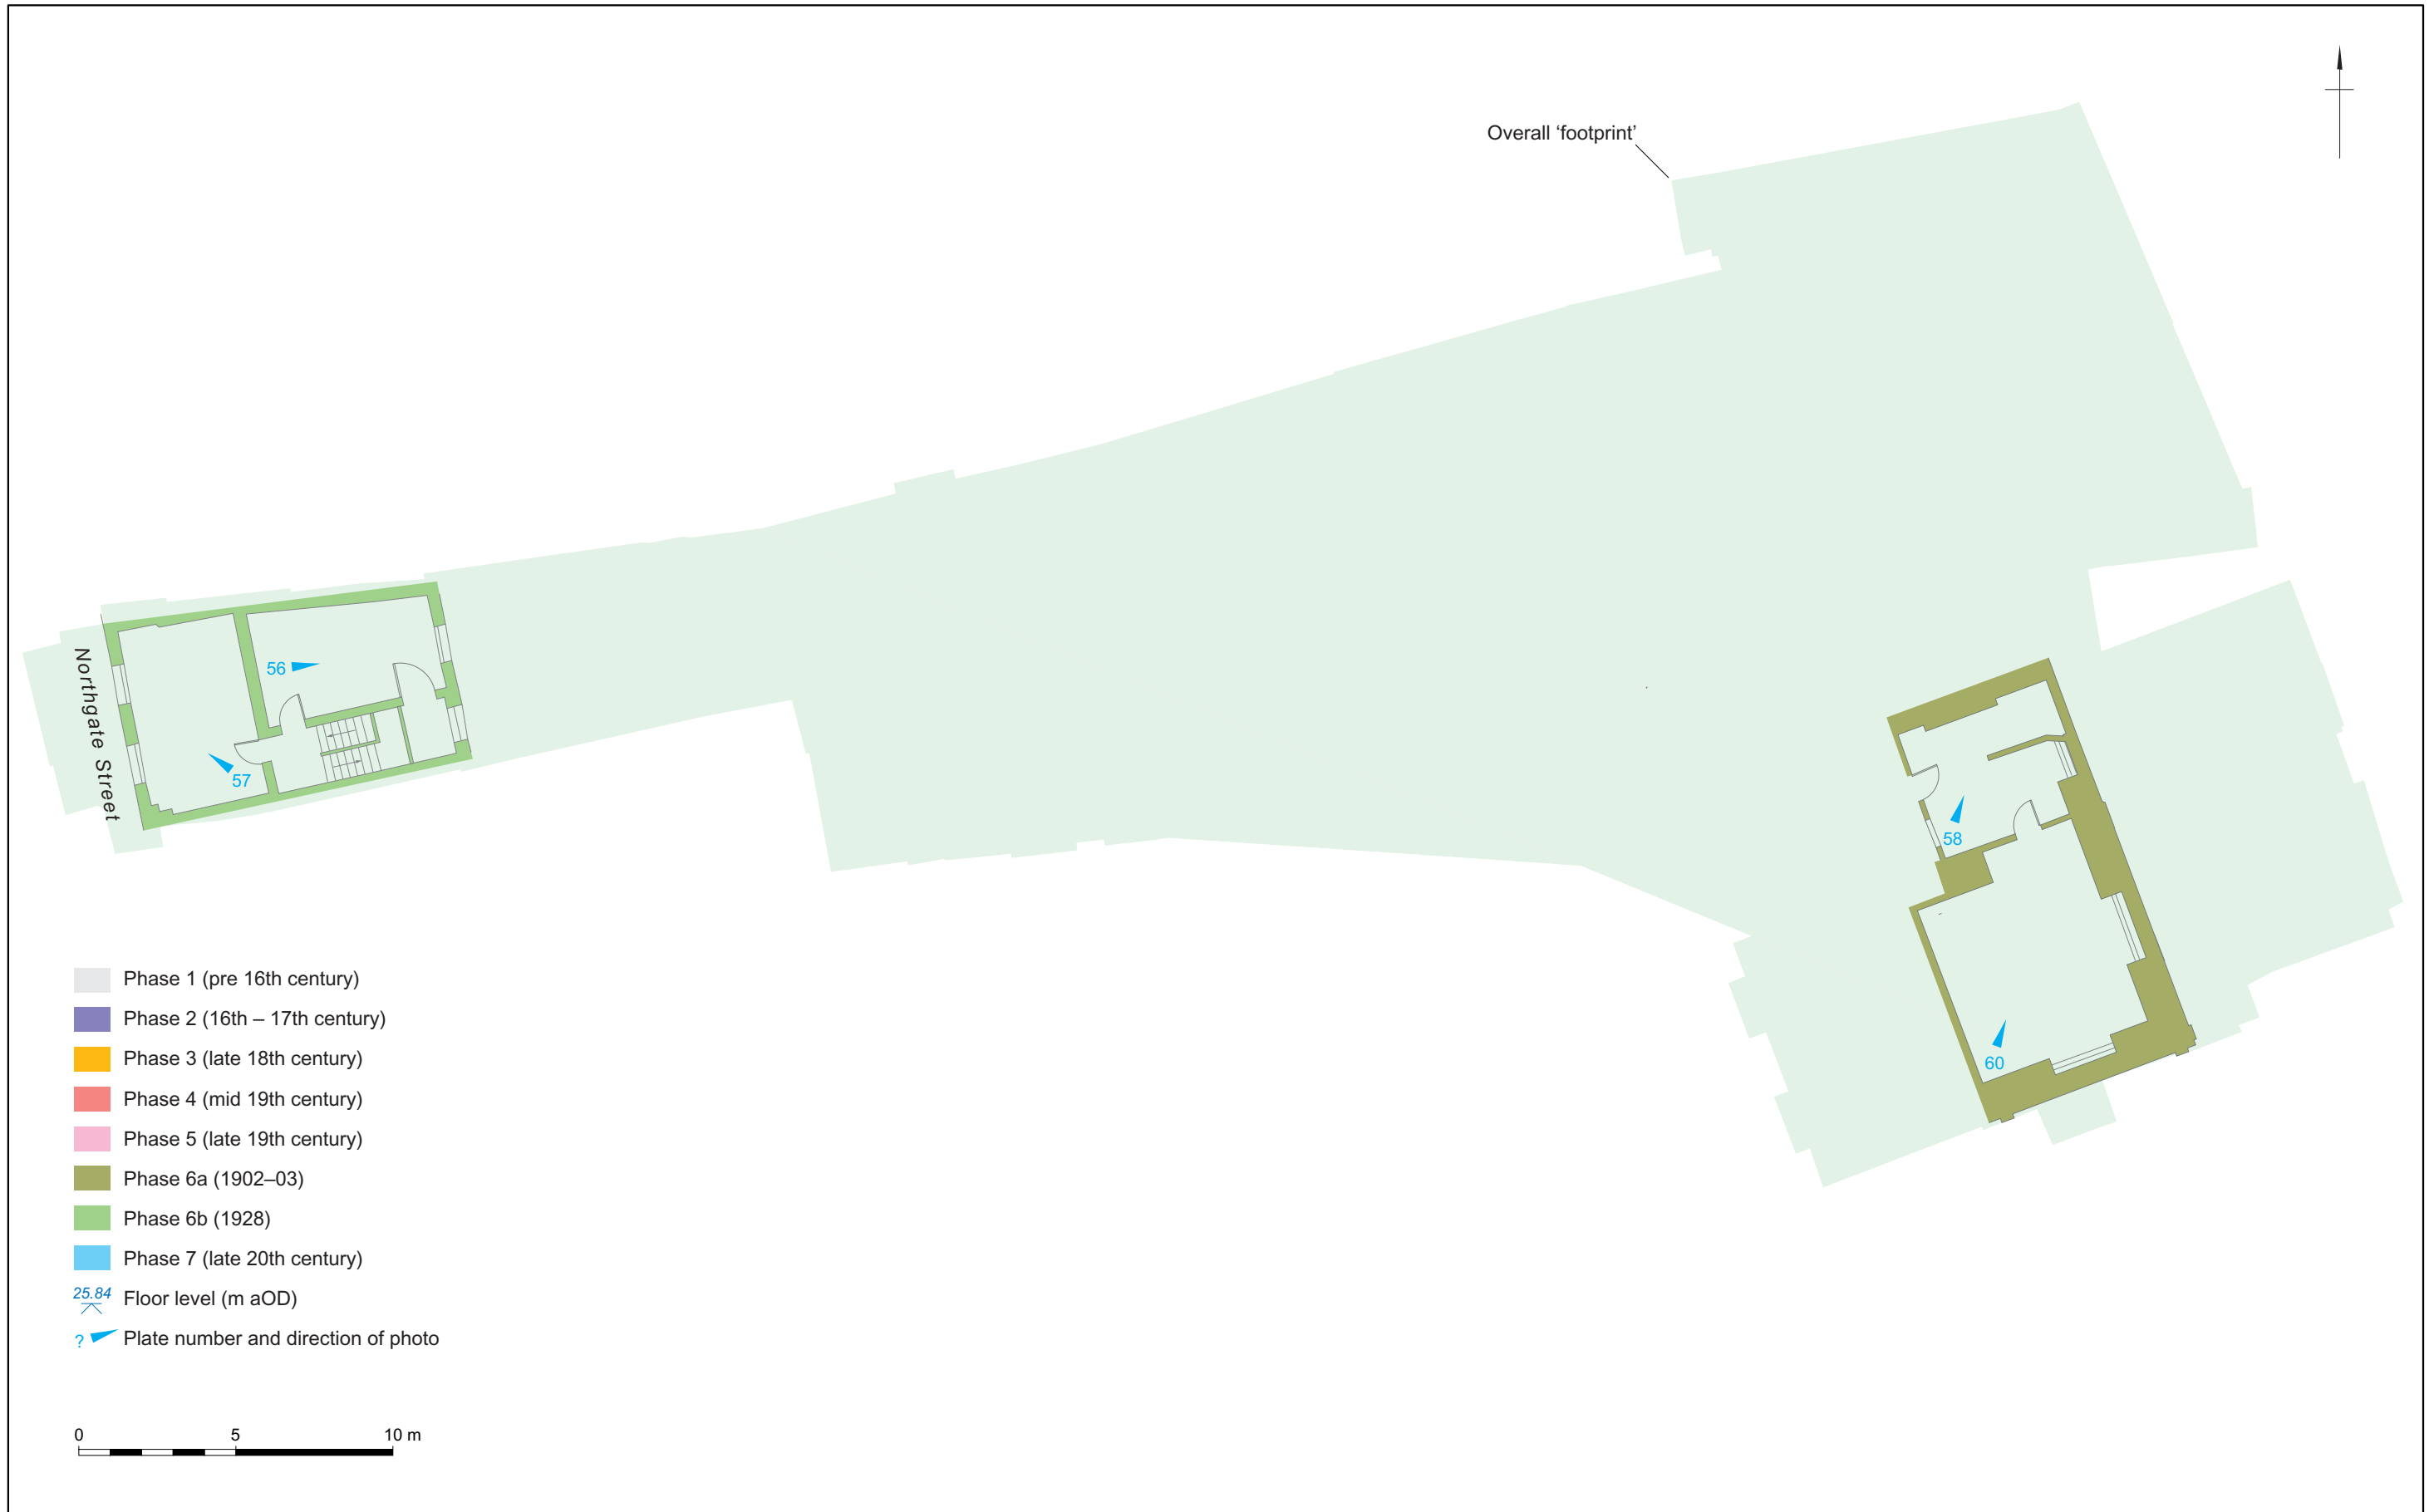 Overall ‘footprint’
Northgate Street
56
57
58
60
Phase 1 (pre 16th century)
Phase 2 (16th – 17th century)
Phase 3 (late 18th century)
Phase 4 (mid 19th century)
Phase 5 (late 19th century)
Phase 6a (1902–03)
Phase 6b (1928)
Phase 7 (late 20th century)
25.84 Floor level (m aOD)
? Plate number and direction of photo
0 5 10 m